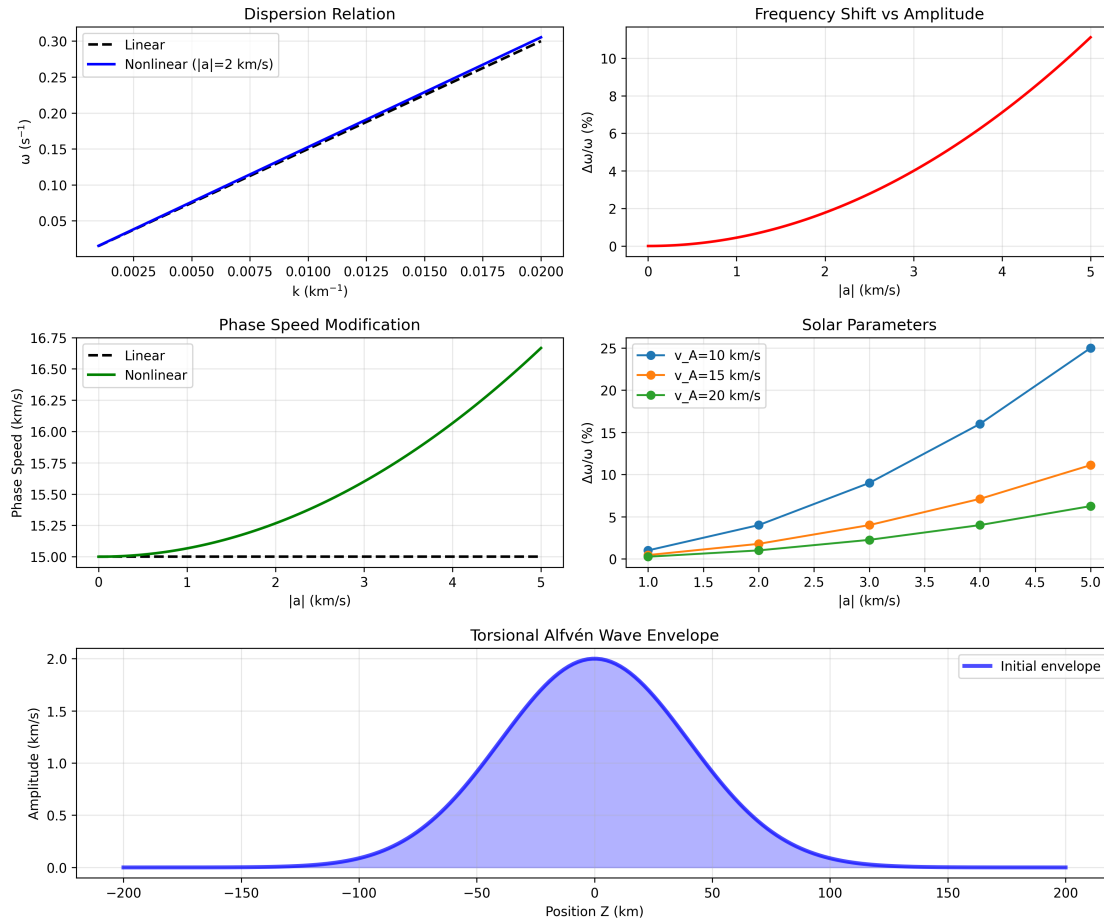 Dispersion Relation
Linear
Nonlinear (|a|=2 km/s)
0.30
0.25
0.20
0.15
0.10
0.05
ω (s⁻¹)
0.0025 0.0050 0.0075 0.0100 0.0125 0.0150 0.0175 0.0200
k (km⁻¹)
Frequency Shift vs Amplitude
10
8
6
4
2
0
Δω/ω (%)
0 1 2 3 4 5
|a| (km/s)
Phase Speed Modification
Linear
Nonlinear
16.75
16.50
16.25
16.00
15.75
15.50
15.25
15.00
Phase Speed (km/s)
0 1 2 3 4 5
|a| (km/s)
Solar Parameters
v_A=10 km/s
v_A=15 km/s
v_A=20 km/s
25
20
15
10
5
0
Δω/ω (%)
1.0 1.5 2.0 2.5 3.0 3.5 4.0 4.5 5.0
|a| (km/s)
Torsional Alfvén Wave Envelope
Initial envelope
2.0
1.5
1.0
0.5
0.0
Amplitude (km/s)
−200 −150 −100 −50 0 50 100 150 200
Position Z (km)